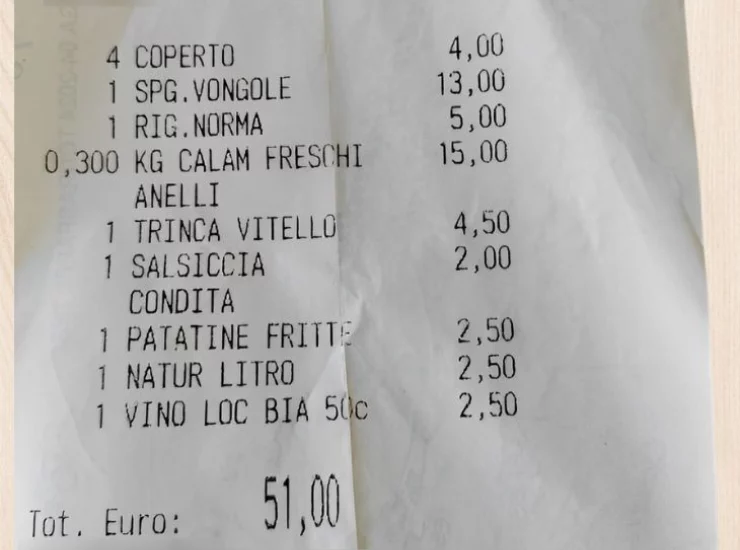 4 COPERTO 4,00
1 SPG.VONGOLE 13,00
1 RIG.NORMA 5,00
0,300 KG CALAM FRESCHI 15,00
ANELLI
1 TRINCA VITELLO 4,50
1 SALSICCIA 2,00
CONDITA
1 PATATINE FRITTE 2,50
1 NATUR LITRO 2,50
1 VINO LOC BIA 50c 2,50
Tot. Euro: 51,00